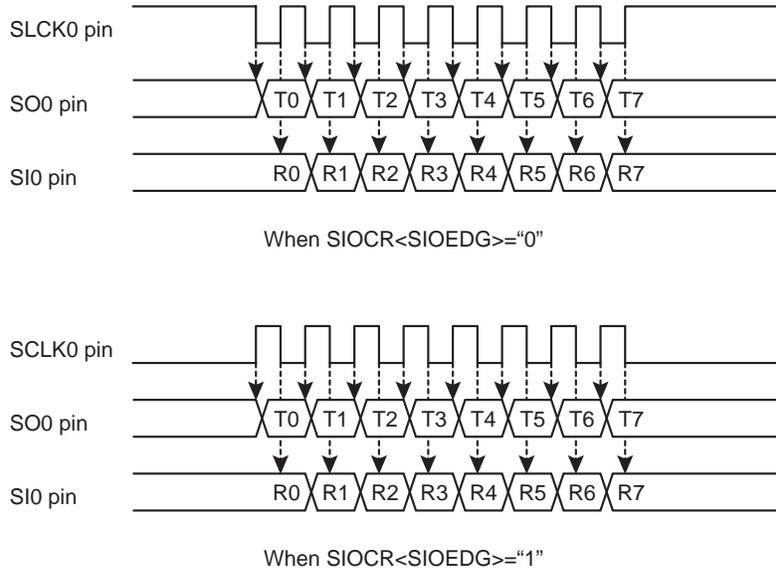 SLCK0 pin
SO0 pin T0 T1 T2 T3 T4 T5 T6 T7
SI0 pin R0 R1 R2 R3 R4 R5 R6 R7
When SIOCR<SIOEDG>=“0”
SCLK0 pin
SO0 pin T0 T1 T2 T3 T4 T5 T6 T7
SI0 pin R0 R1 R2 R3 R4 R5 R6 R7
When SIOCR<SIOEDG>=“1”